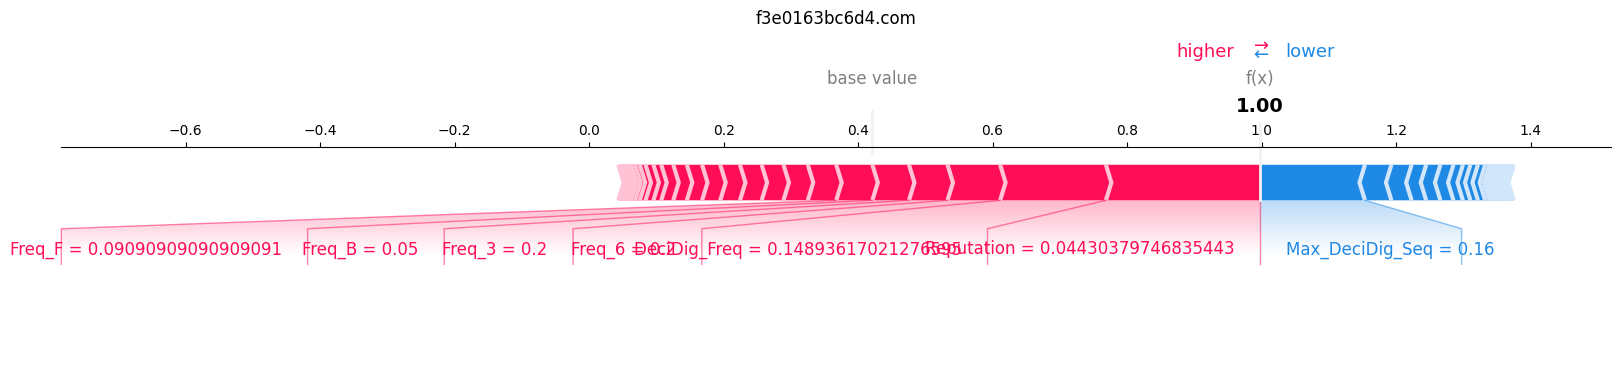 f3e0163bc6d4.com
higher ⇄ lower
base value f(x)
1.00
−0.6 −0.4 −0.2 0.0 0.2 0.4 0.6 0.8 1.0 1.2 1.4
Freq_F = 0.09090909090909091 Freq_B = 0.05 Freq_3 = 0.2 Freq_6 = 0.2 DeciDig_Freq = 0.14893617021276595 Reputation = 0.04430379746835443 Max_DeciDig_Seq = 0.16